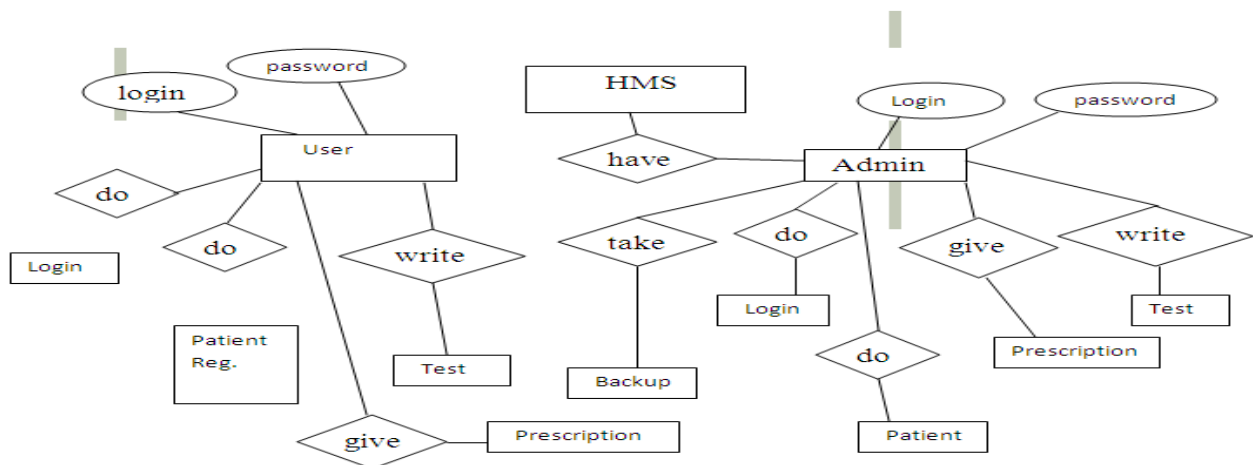 password
login
User
do
do
write
Login
Patient
Reg.
Test
give
Prescription
HMS
Login
password
have
Admin
take
do
give
write
Login
Test
do
Prescription
Backup
Patient